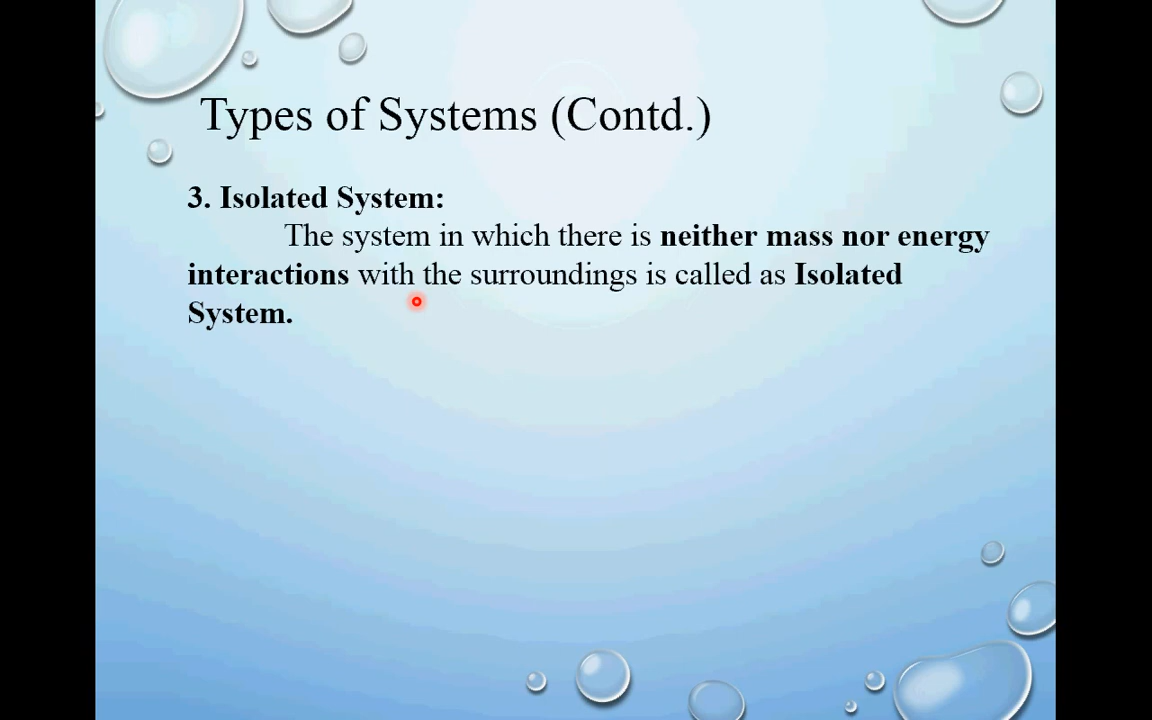 Types of Systems (Contd.)
3. Isolated System:
The system in which there is neither mass nor energy
interactions with the surroundings is called as Isolated
System.